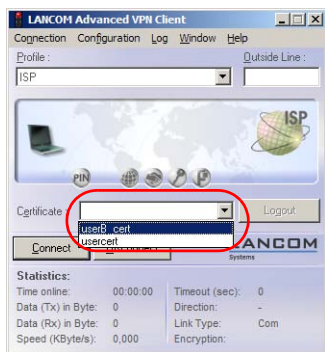 LANCOM Advanced VPN Client
Connection Configuration Log Window Help
Profile : Outside Line :
ISP
ISP
PIN
Certificate : Logout
userB_cert
usercert
Connect
LANCOM
Systems
Statistics:
Time online: 00:00:00 Timeout (sec): 0
Data (Tx) in Byte: 0 Direction: -
Data (Rx) in Byte: 0 Link Type: Com
Speed (KByte/s): 0,000 Encryption: